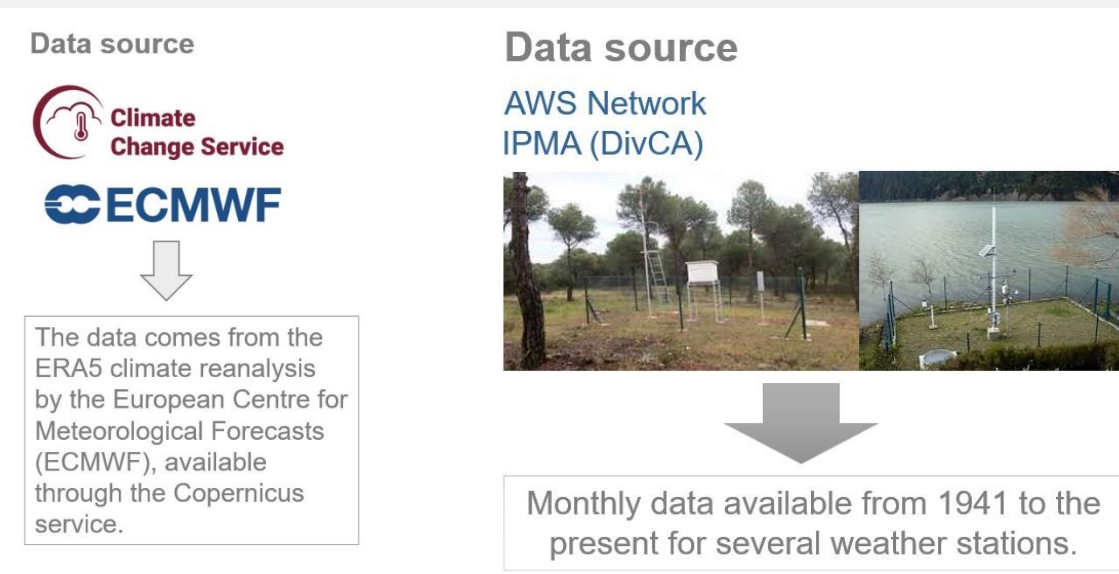 Data source
Climate
Change Service
ECMWF
The data comes from the
ERA5 climate reanalysis
by the European Centre for
Meteorological Forecasts
(ECMWF), available
through the Copernicus
service.
Data source
AWS Network
IPMA (DivCA)
Monthly data available from 1941 to the
present for several weather stations.